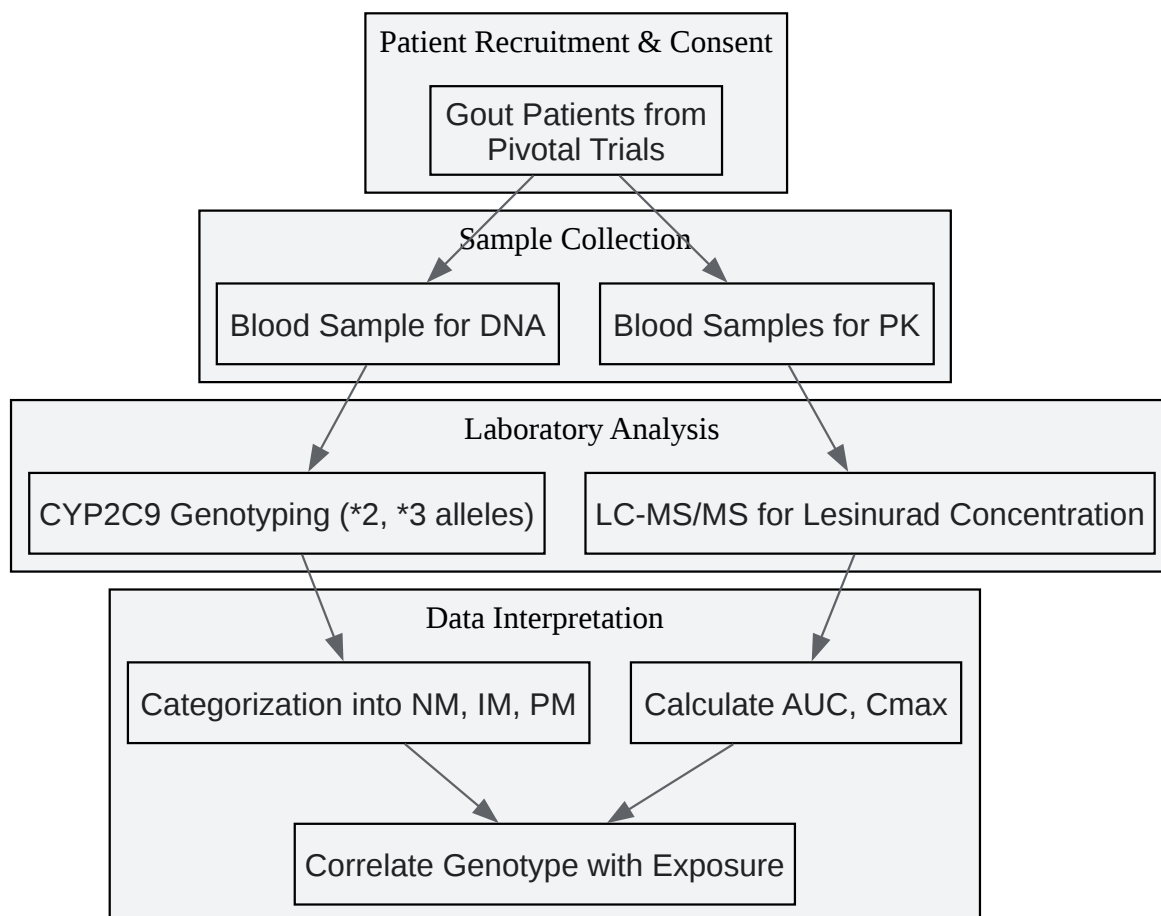 Patient Recruitment & Consent
Gout Patients from
Pivotal Trials
Sample Collection
Blood Sample for DNA
Blood Samples for PK
Laboratory Analysis
CYP2C9 Genotyping (*2, *3 alleles)
LC-MS/MS for Lesinurad Concentration
Data Interpretation
Categorization into NM, IM, PM
Calculate AUC, Cmax
Correlate Genotype with Exposure